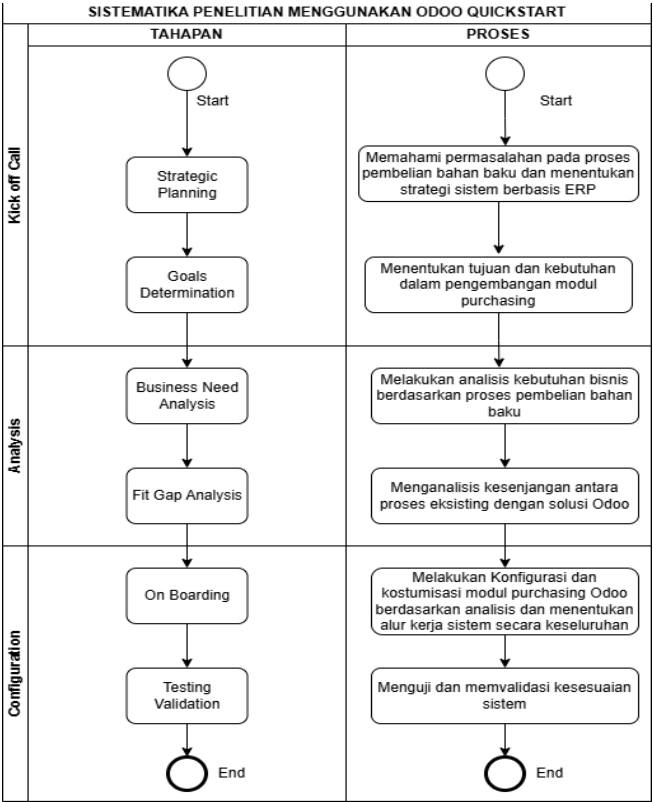 SISTEMATIKA PENELITIAN MENGGUNAKAN ODOO QUICKSTART
TAHAPAN
PROSES
Kick off Call
Start
Start
Strategic
Planning
Memahami permasalahan pada proses
pembelian bahan baku dan menentukan
strategi sistem berbasis ERP
Goals
Determination
Menentukan tujuan dan kebutuhan
dalam pengembangan modul
purchasing
Analysis
Business Need
Analysis
Melakukan analisis kebutuhan bisnis
berdasarkan proses pembelian bahan
baku
Fit Gap Analysis
Menganalisis kesenjangan antara
proses eksisting dengan solusi Odoo
Configuration
On Boarding
Melakukan Konfigurasi dan
kostumisasi modul purchasing Odoo
berdasarkan analisis dan menentukan
alur kerja sistem secara keseluruhan
Testing
Validation
Menguji dan memvalidasi kesesuaian
sistem
End
End